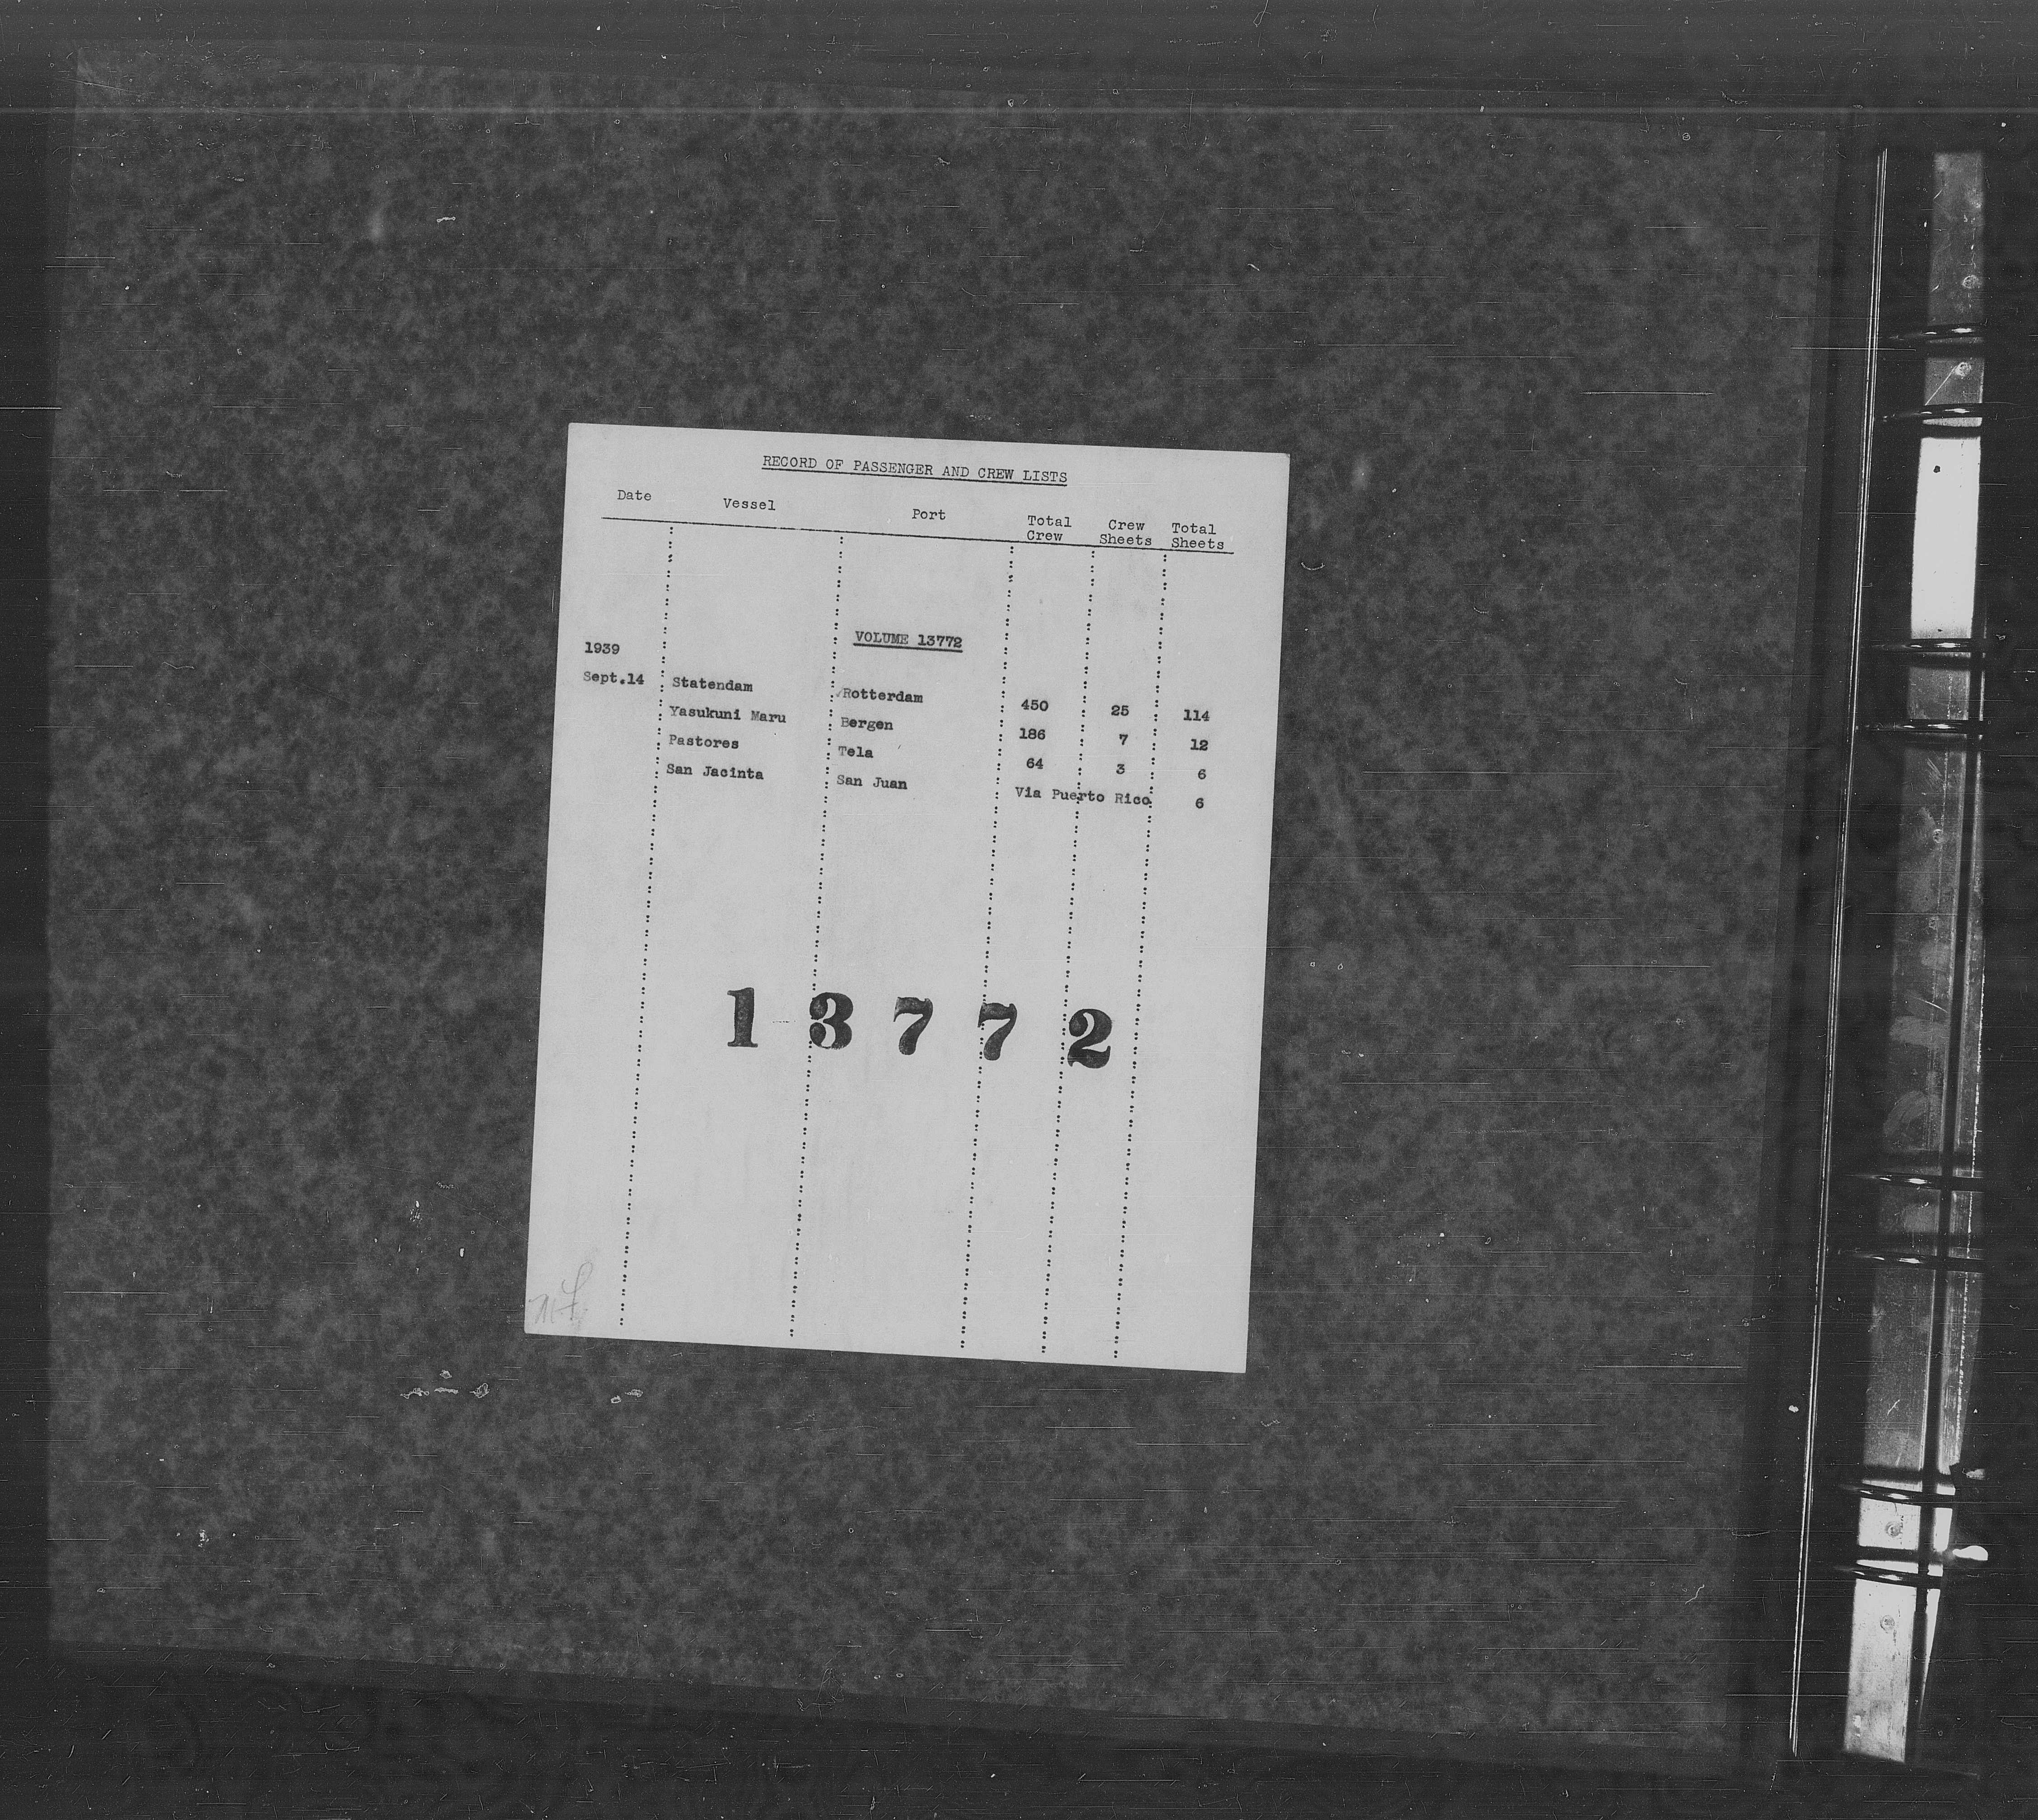 RECORD OF PASSENGER AND CREW LISTS
Date Vessel Port Total Crew Crew Sheets Total Sheets
VOLUME 13772
1939
Sept.14 Statendam Rotterdam 450 25 114
Yasukuni Maru Bergen 186 7 12
Pastores Tela 64 3 6
San Jacinta San Juan Via Puerto Rico 6
13772